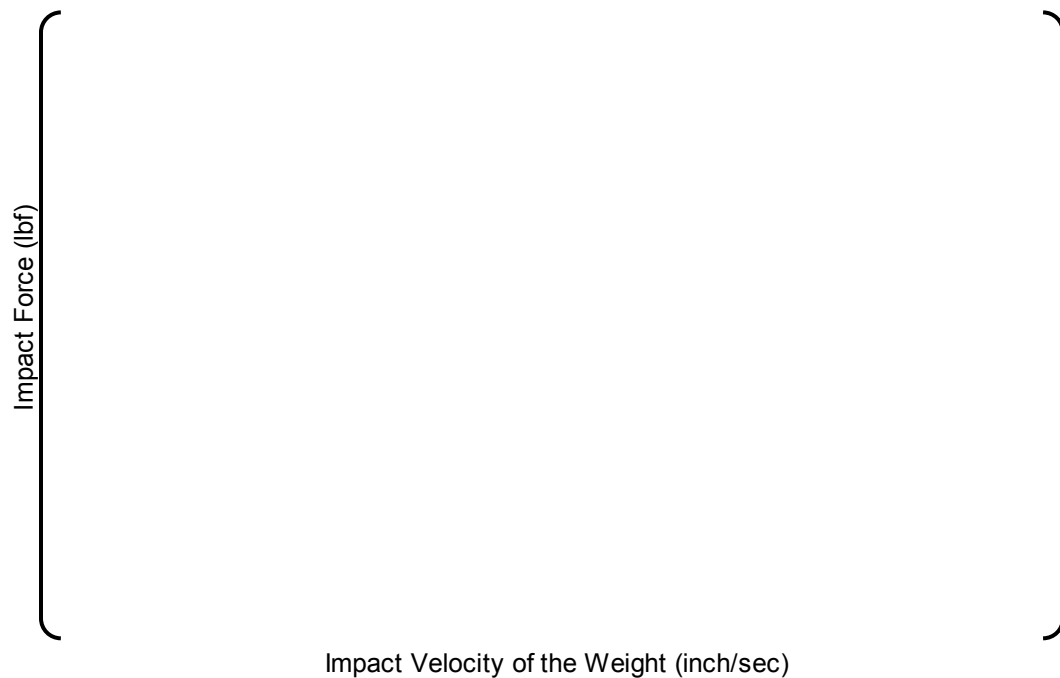 Impact Force (lbf)
Impact Velocity of the Weight (inch/sec)